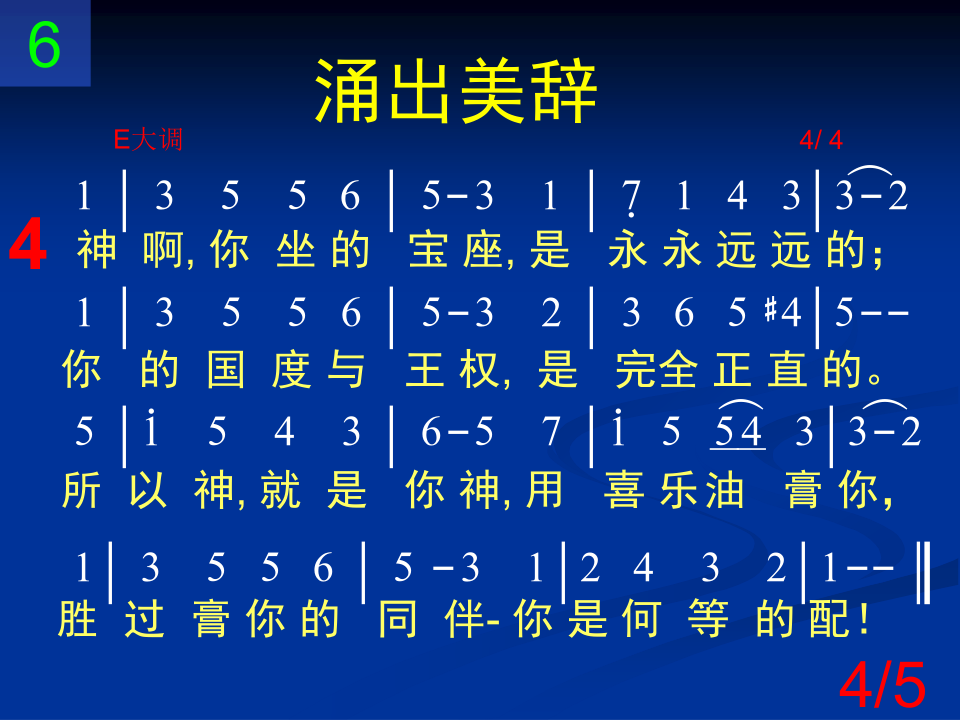 6
涌出美辞
E大调 4/ 4
1 | 3 5 5 6 | 5-3 1 | 7̣ 1 4 3 | 3-2
4
神 啊, 你 坐 的 宝 座, 是 永 永 远 远 的；
1 | 3 5 5 6 | 5-3 2 | 3 6 5 #4 | 5--
你 的 国 度 与 王 权, 是 完全 正 直 的。
5 | i 5 4 3 | 6-5 7 | i 5 54 3 | 3-2
所 以 神, 就 是 你 神, 用 喜 乐油 膏 你，
1 | 3 5 5 6 | 5 -3 1 | 2 4 3 2 | 1-- ‖
胜 过 膏 你 的 同 伴- 你 是 何 等 的 配！
4/5